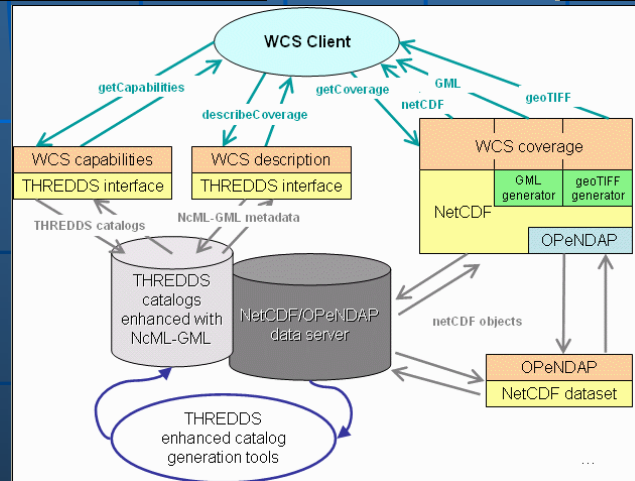 WCS Client
getCapabilities
describeCoverage
getCoverage
netCDF
GML
geoTIFF
WCS capabilities
THREDDS interface
WCS description
THREDDS interface
WCS coverage
NetCDF
GML
generator
geoTIFF
generator
OPeNDAP
THREDDS catalogs
NcML-GML metadata
THREDDS
catalogs
enhanced with
NcML-GML
NetCDF/OPeNDAP
data server
netCDF objects
OPeNDAP
NetCDF dataset
THREDDS
enhanced catalog
generation tools
...